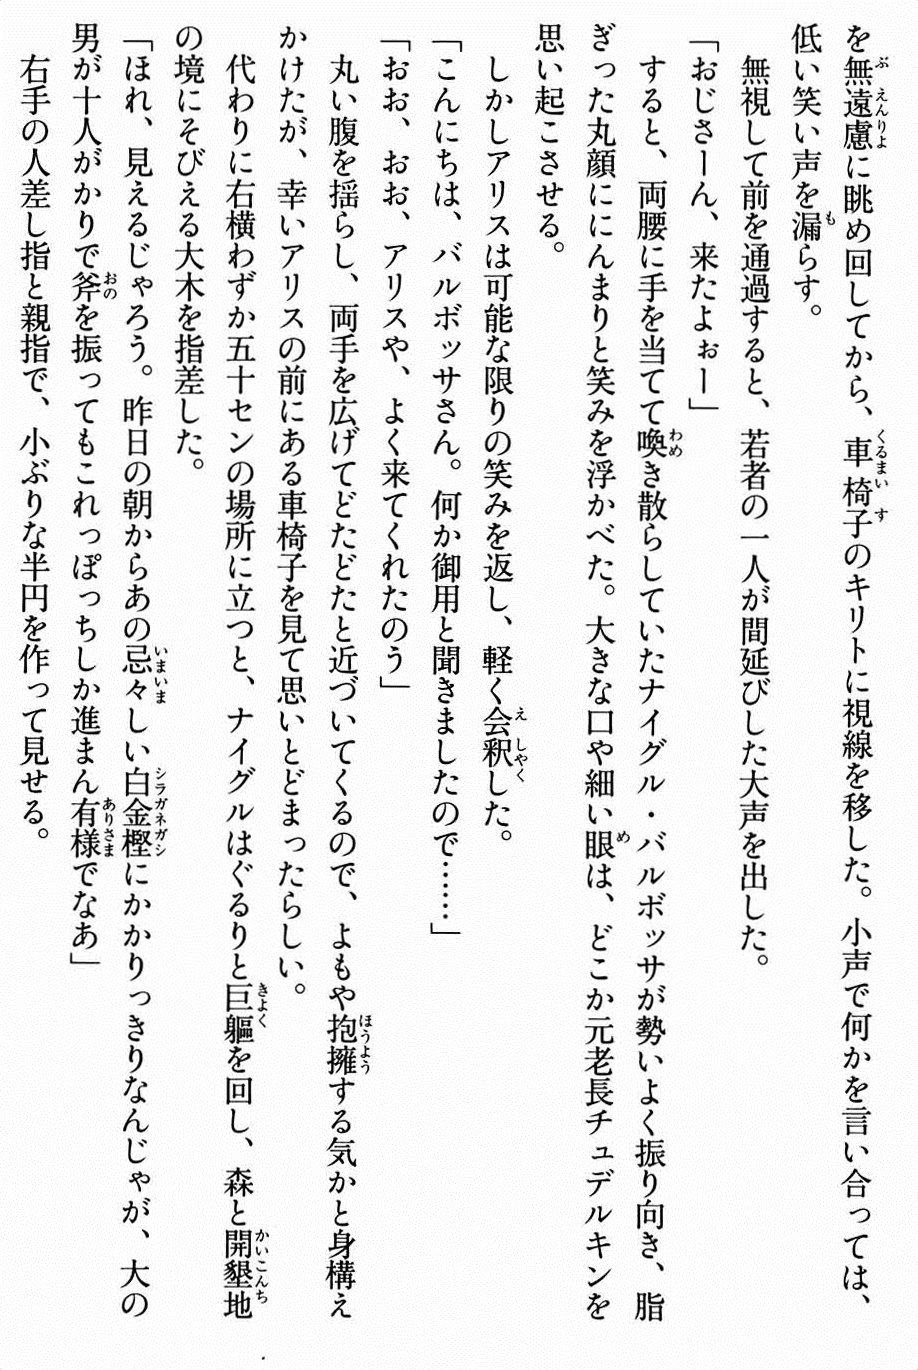 を無遠慮に眺め回してから、車椅子のキリトに視線を移した。小声で何かを言い合っては、
低い笑い声を漏らす。
無視して前を通過すると、若者の一人が間延びした大声を出した。
「おじさーん、来たよぉー」
すると、両腰に手を当てて喚き散らしていたナイグル・バルボッサが勢いよく振り向き、脂
ぎった丸顔ににんまりと笑みを浮かべた。大きな口や細い眼は、どこか元老長チュデルキンを
思い起こさせる。
しかしアリスは可能な限りの笑みを返し、軽く会釈した。
「こんにちは、バルボッサさん。何か御用と聞きましたので……」
「おお、おお、アリスや、よく来てくれたのう」
丸い腹を揺らし、両手を広げてどたどたと近づいてくるので、よもや抱擁する気かと身構え
かけたが、幸いアリスの前にある車椅子を見て思いとどまったらしい。
代わりに右横わずか五十センの場所に立つと、ナイグルはぐるりと巨軀を回し、森と開墾地
の境にそびえる大木を指差した。
「ほれ、見えるじゃろう。昨日の朝からあの忌々しい白金樫にかかりっきりなんじゃが、大の
男が十人がかりで斧を振ってもこれっぽっちしか進まん有様でなあ」
右手の人差し指と親指で、小ぶりな半円を作って見せる。